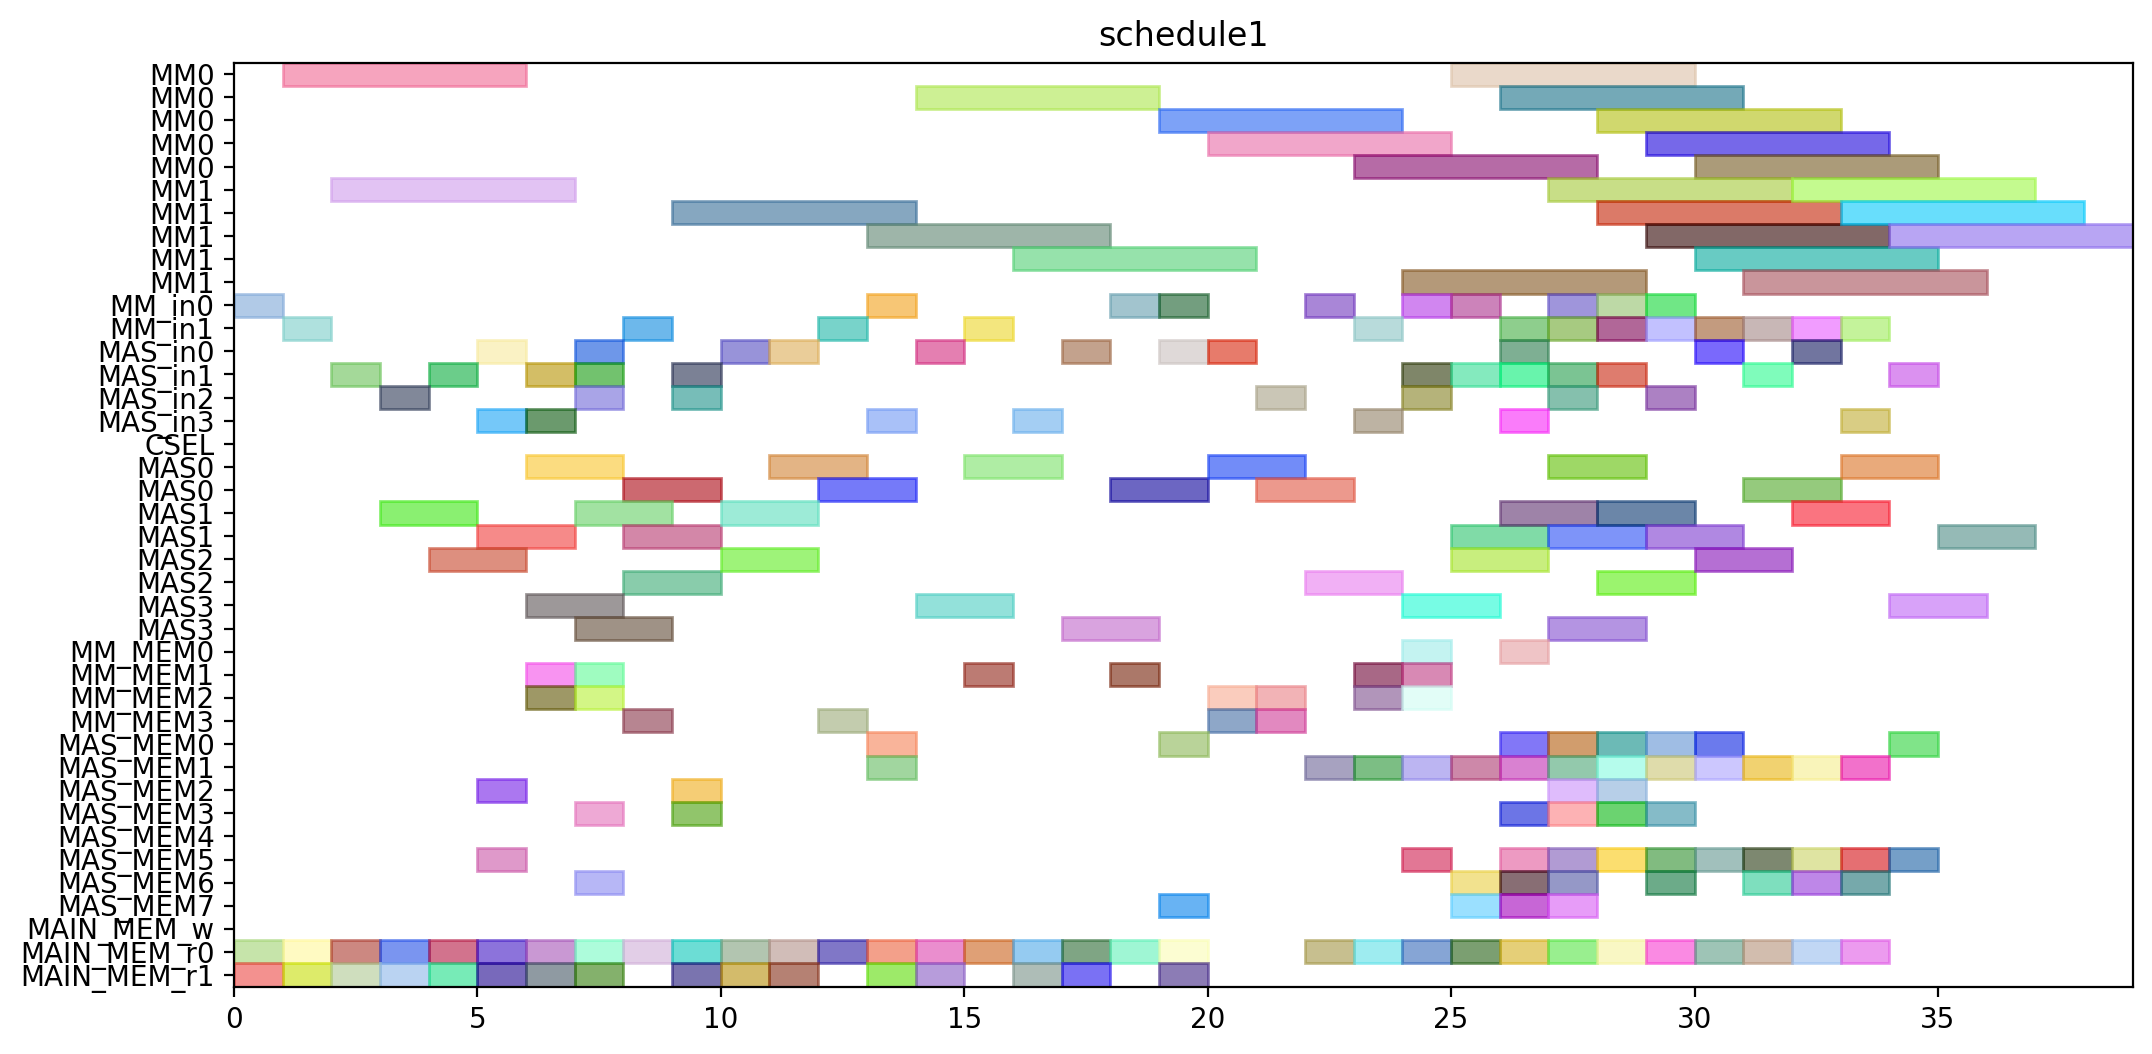 schedule1
MM0
MM0
MM0
MM0
MM0
MM1
MM1
MM1
MM1
MM1
MM_in0
MM_in1
MAS_in0
MAS_in1
MAS_in2
MAS_in3
CSEL
MAS0
MAS0
MAS1
MAS1
MAS2
MAS2
MAS3
MAS3
MM_MEM0
MM_MEM1
MM_MEM2
MM_MEM3
MAS_MEM0
MAS_MEM1
MAS_MEM2
MAS_MEM3
MAS_MEM4
MAS_MEM5
MAS_MEM6
MAS_MEM7
MAIN_MEM_w
MAIN_MEM_r0
MAIN_MEM_r1
0 5 10 15 20 25 30 35